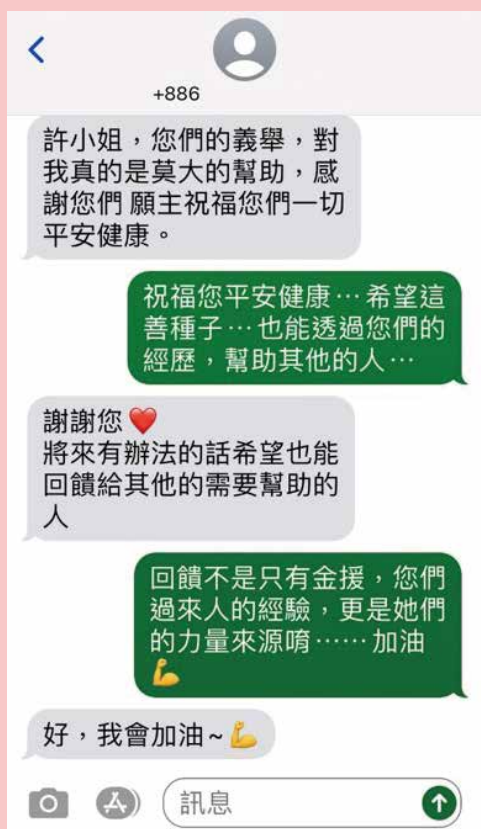 +886
許小姐，您們的義舉，對
我真的是莫大的幫助，感
謝您們 願主祝福您們一切
平安健康。
祝福您平安健康⋯希望這
善種子⋯也能透過您們的
經歷，幫助其他的人⋯
謝謝您❤️
將來有辦法的話希望也能
回饋給其他的需要幫助的
人
回饋不是只有金援，您們
過來人的經驗，更是她們
的力量來源唷⋯⋯加油
💪
好，我會加油~💪
訊息